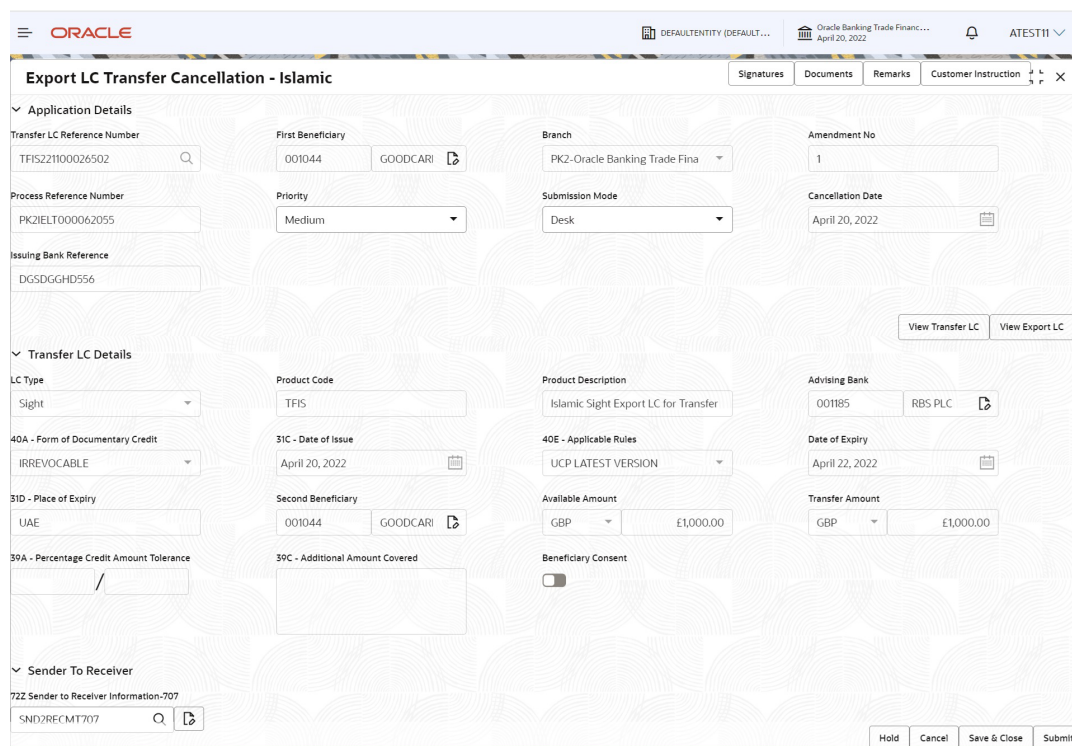 ORACLE
DEFAULTENTITY (DEFAULT...
Oracle Banking Trade Financ...
April 20, 2022
ATEST11
Export LC Transfer Cancellation - Islamic
Signatures
Documents
Remarks
Customer Instruction
Application Details
Transfer LC Reference Number
First Beneficiary
Branch
Amendment No
TFIS221100026502
001044
GOODCARI
PK2-Oracle Banking Trade Fina
1
Process Reference Number
Priority
Submission Mode
Cancellation Date
PK2IELT000062055
Medium
Desk
April 20, 2022
Issuing Bank Reference
DGSDGGHD556
View Transfer LC
View Export LC
Transfer LC Details
LC Type
Product Code
Product Description
Advising Bank
Sight
TFIS
Islamic Sight Export LC for Transfer
001185
RBS PLC
40A - Form of Documentary Credit
31C - Date of Issue
40E - Applicable Rules
Date of Expiry
IRREVOCABLE
April 20, 2022
UCP LATEST VERSION
April 22, 2022
31D - Place of Expiry
Second Beneficiary
Available Amount
Transfer Amount
UAE
001044
GOODCARI
GBP
£1,000.00
GBP
£1,000.00
39A - Percentage Credit Amount Tolerance
39C - Additional Amount Covered
Beneficiary Consent
/
Sender To Receiver
72Z Sender to Receiver Information-707
SND2RECMT707
Hold
Cancel
Save & Close
Submit